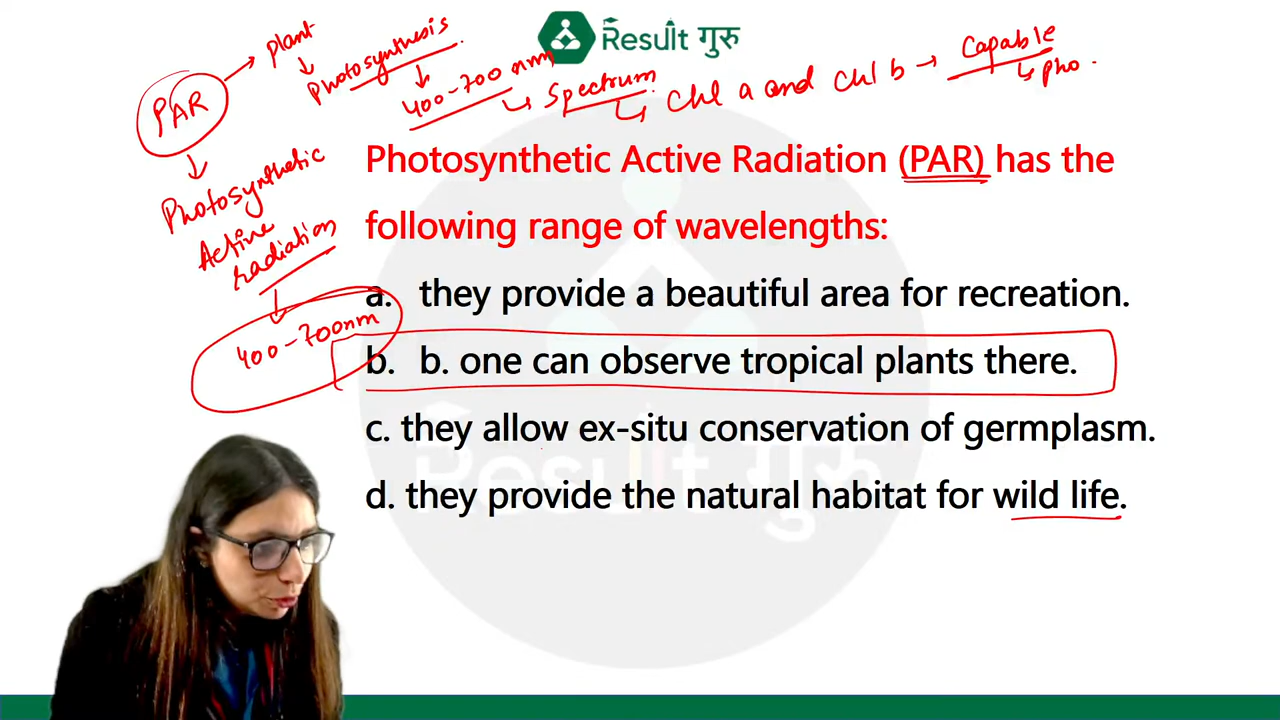 Result गुरु
PAR
plant
Photosynthesis
400-700 nm
Spectrum
Chl a and Chl b
Capable
pho.
Photosynthetic
Active
radiation
400-700nm
Photosynthetic Active Radiation (PAR) has the
following range of wavelengths:
a. they provide a beautiful area for recreation.
b. b. one can observe tropical plants there.
c. they allow ex-situ conservation of germplasm.
d. they provide the natural habitat for wild life.
Result गुरु